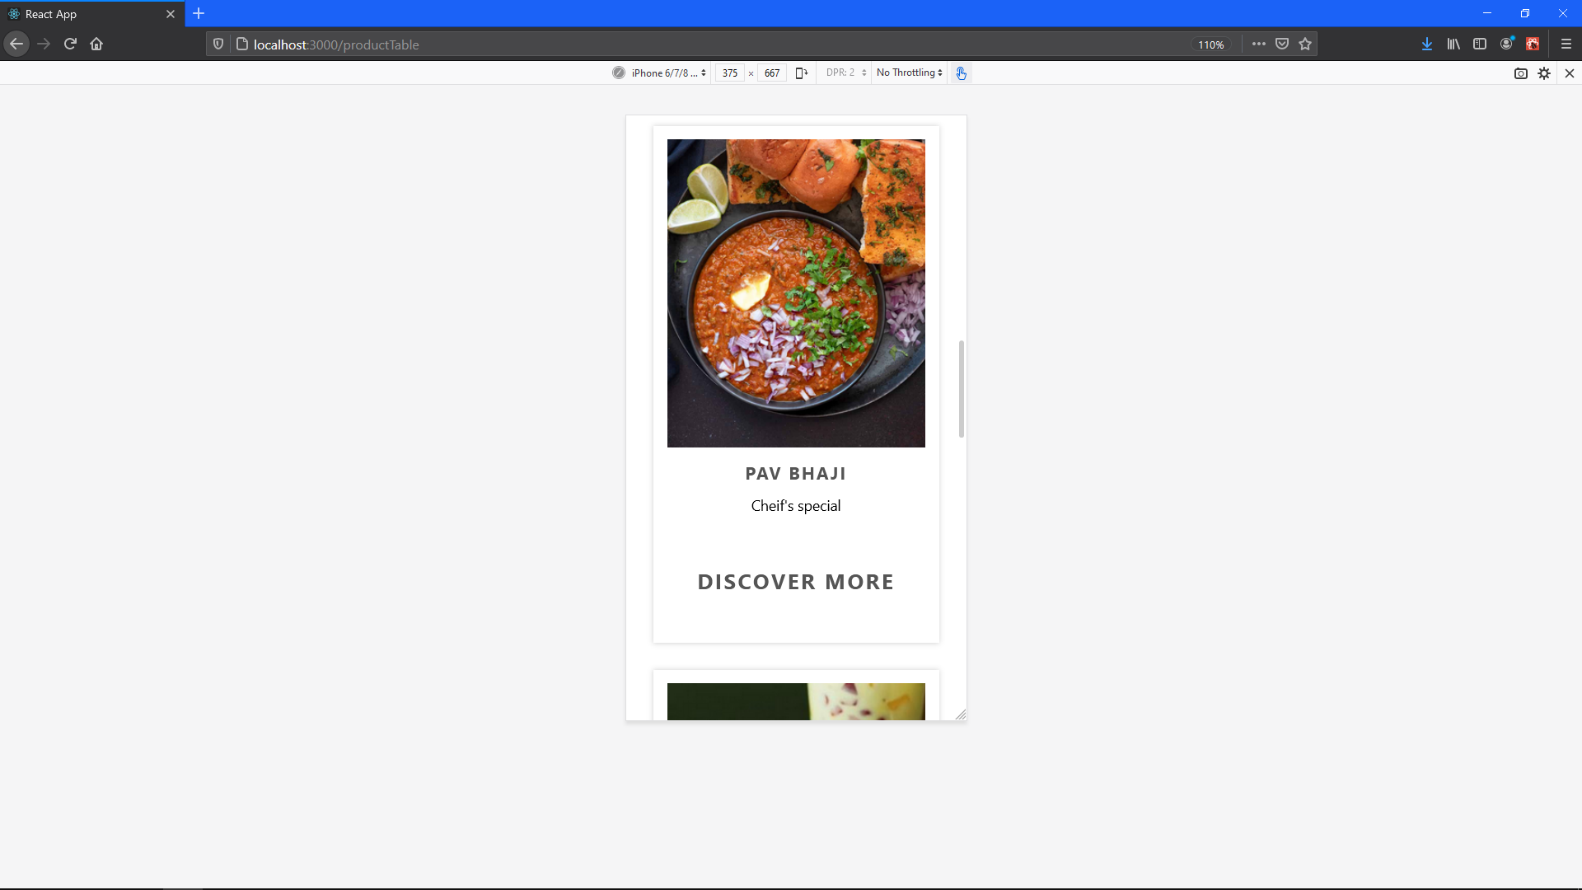 React App
localhost:3000/productTable
110%
iPhone 6/7/8 ...
375 × 667
DPR: 2
No Throttling
PAV BHAJI
Cheif's special
DISCOVER MORE